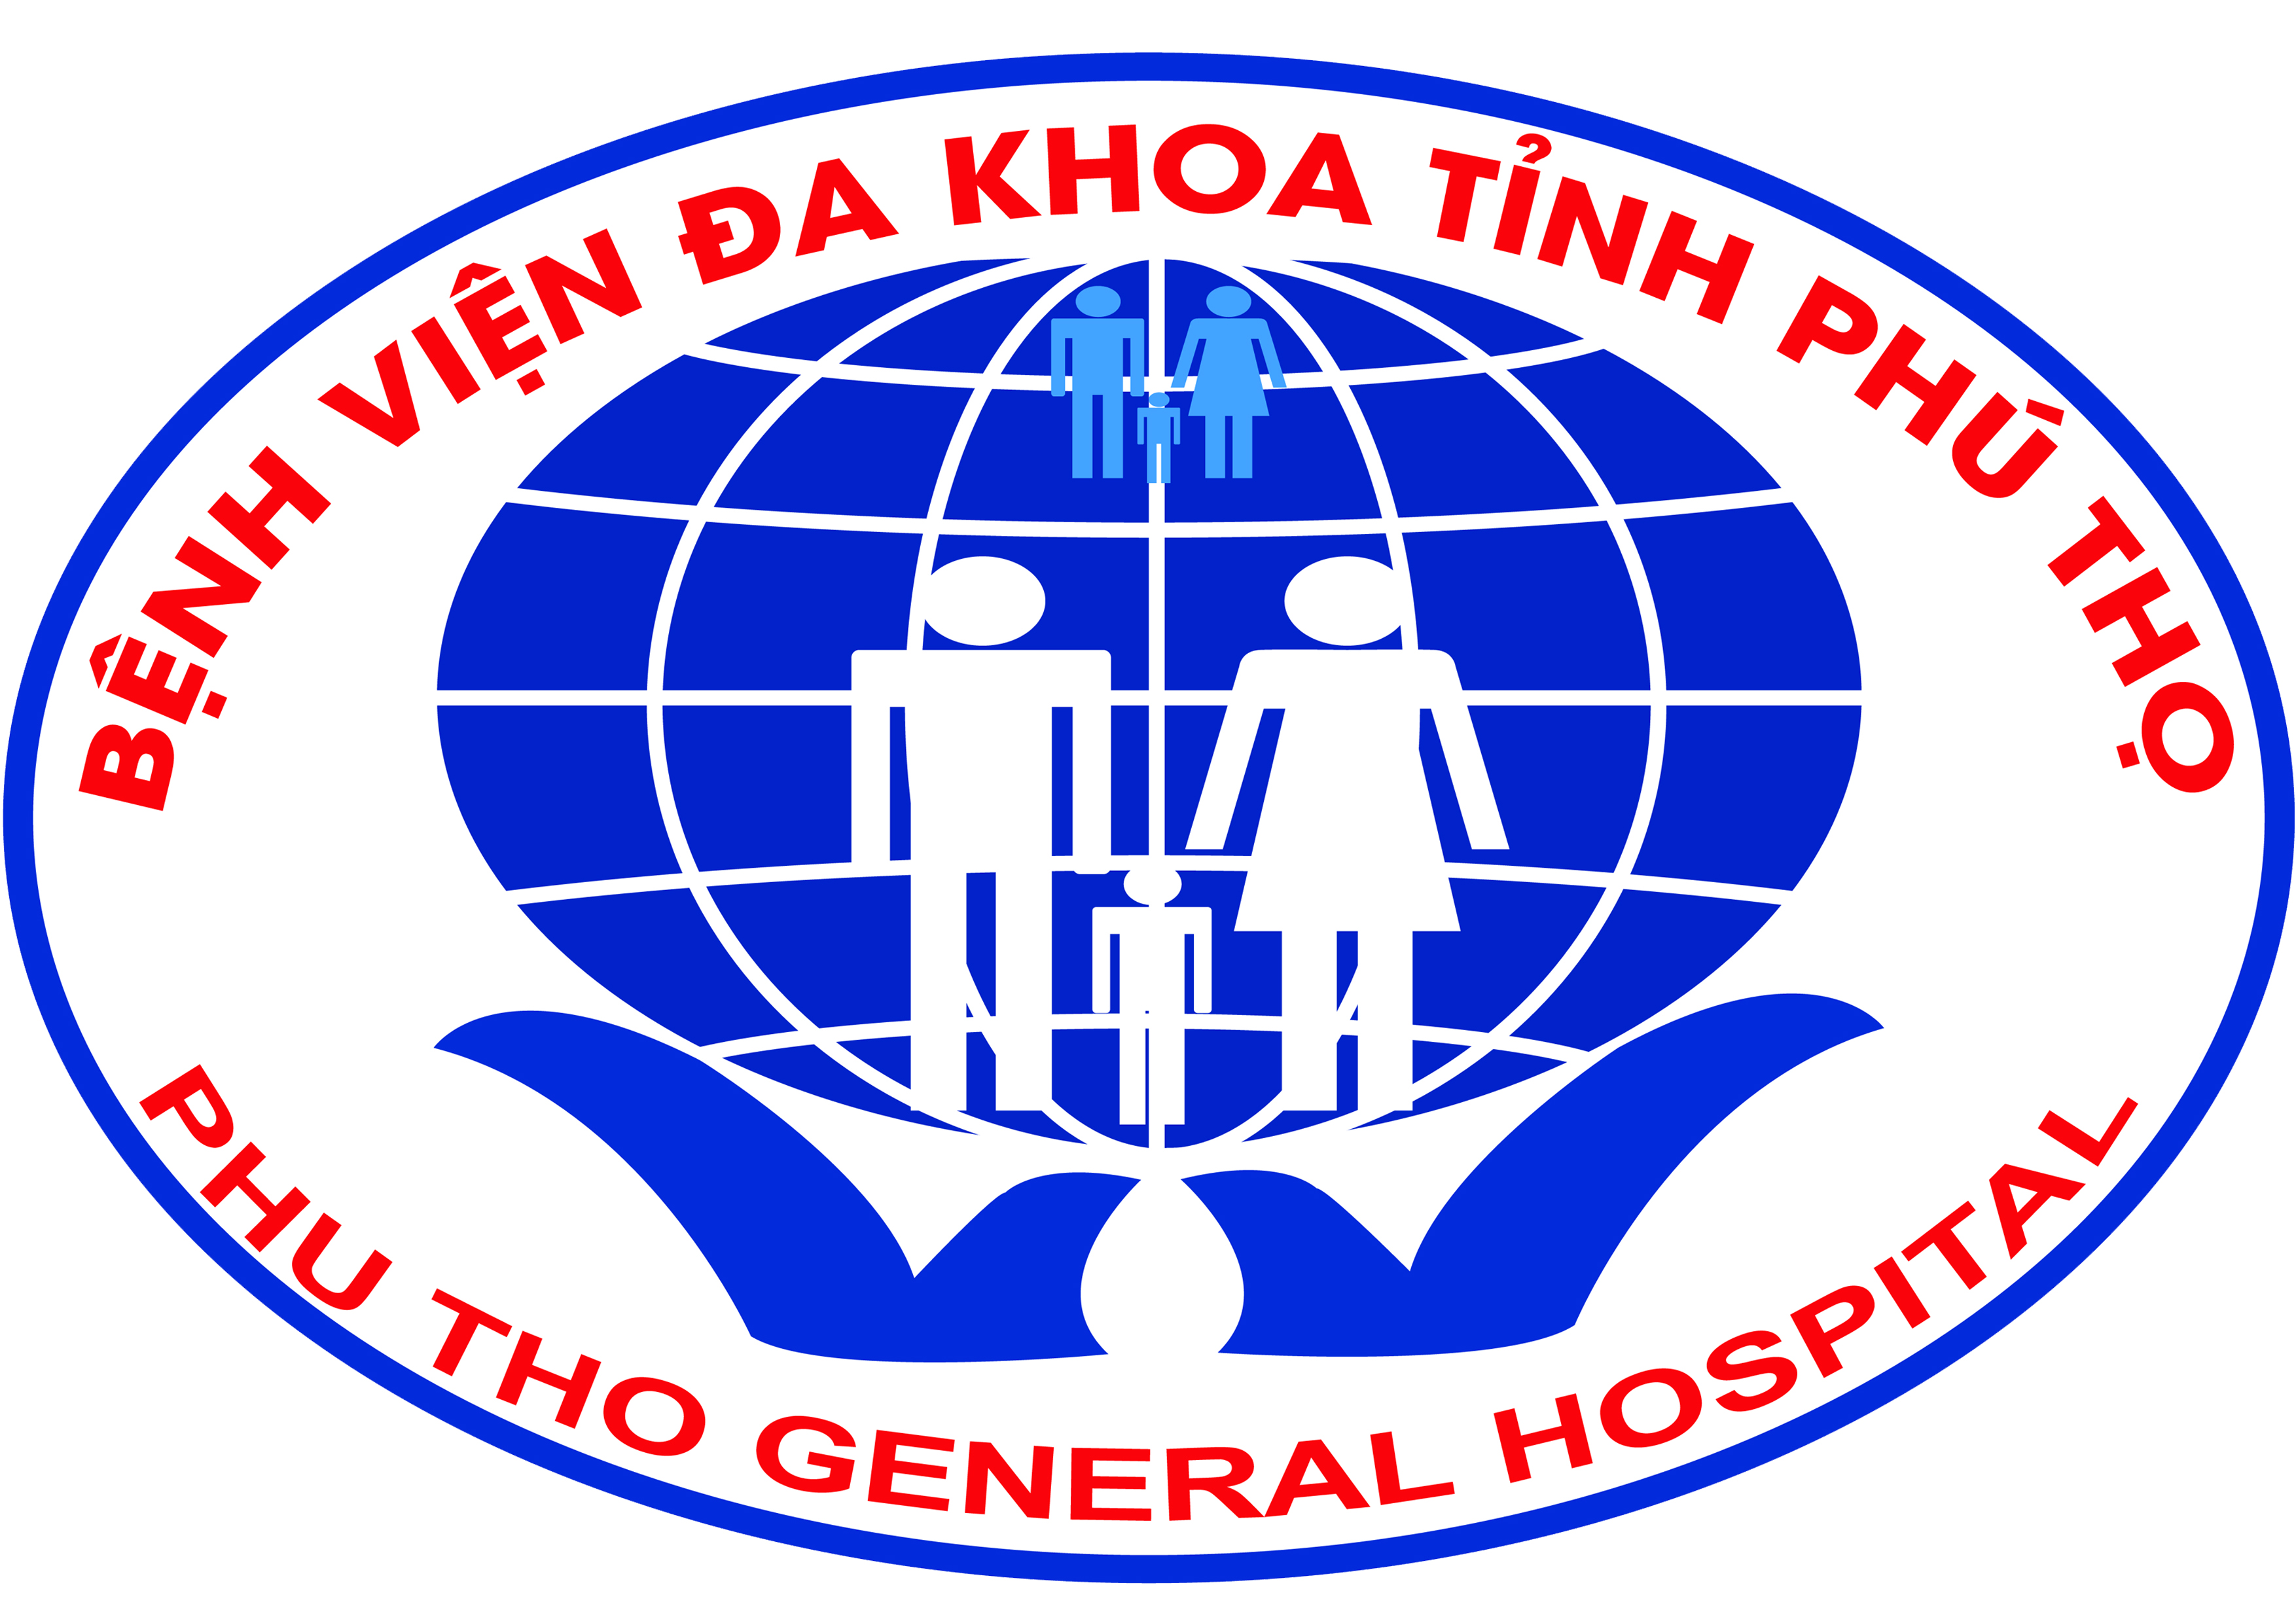 BỆNH VIỆN ĐA KHOA TỈNH PHÚ THỌ
PHU THO GENERAL HOSPITAL